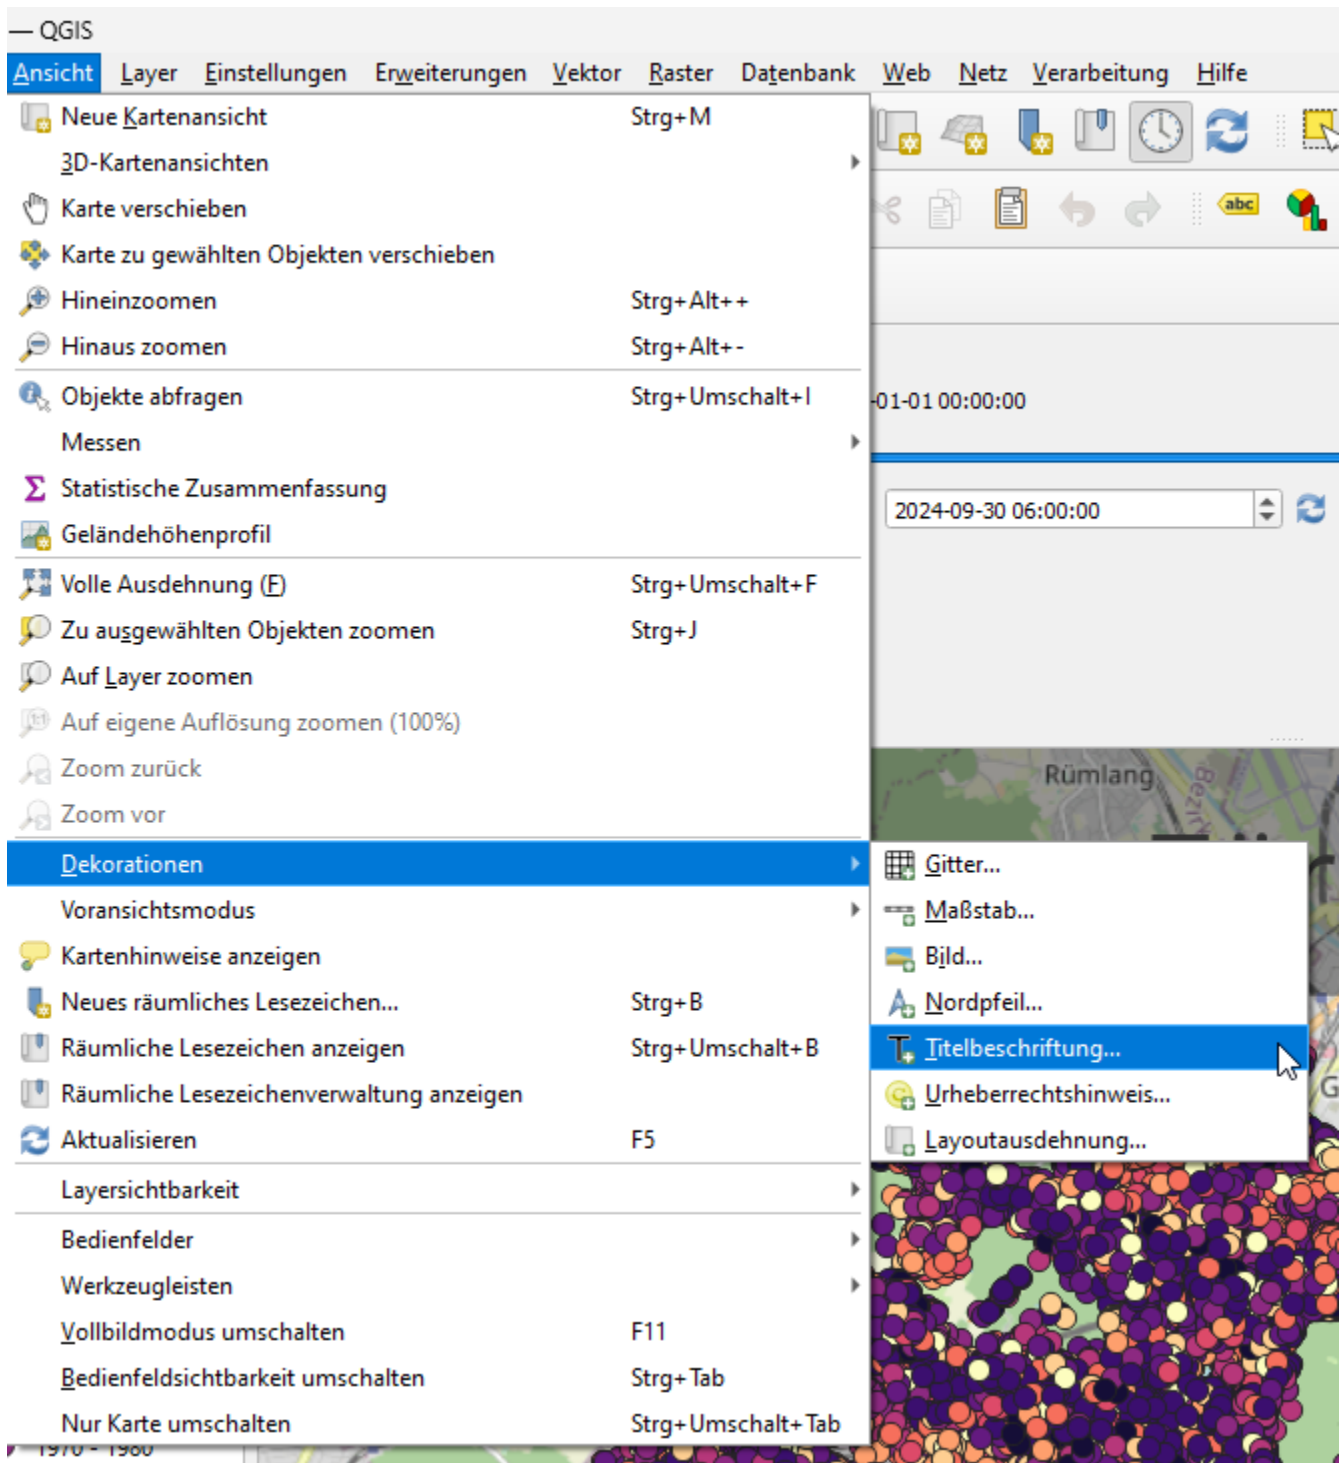 — QGIS
Ansicht Layer Einstellungen Erweiterungen Vektor Raster Datenbank Web Netz Verarbeitung Hilfe
Neue Kartenansicht Strg+M
3D-Kartenansichten
Karte verschieben
abc
Karte zu gewählten Objekten verschieben
Hineinzoomen Strg+Alt++
Hinaus zoomen Strg+Alt+-
Objekte abfragen Strg+Umschalt+I
-01-01 00:00:00
Messen
Statistische Zusammenfassung
2024-09-30 06:00:00
Geländehöhenprofil
Volle Ausdehnung (F) Strg+Umschalt+F
Zu ausgewählten Objekten zoomen Strg+J
Auf Layer zoomen
Auf eigene Auflösung zoomen (100%)
Zoom zurück
Rümlang
Zoom vor
Dekorationen
Gitter...
Voransichtsmodus
Maßstab...
Kartenhinweise anzeigen
Bild...
Neues räumliches Lesezeichen... Strg+B
Nordpfeil...
Räumliche Lesezeichen anzeigen Strg+Umschalt+B
Titelbeschriftung...
Räumliche Lesezeichenverwaltung anzeigen
Urheberrechtshinweis...
Aktualisieren F5
Layoutausdehnung...
Layersichtbarkeit
Bedienfelder
Werkzeugleisten
Vollbildmodus umschalten F11
Bedienfeldsichtbarkeit umschalten Strg+Tab
Nur Karte umschalten Strg+Umschalt+Tab
1970 - 1980